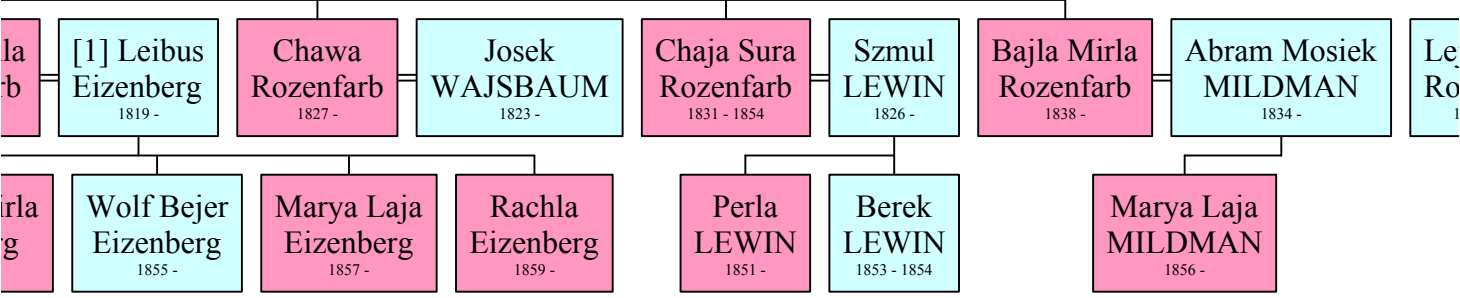 [1] Leibus
Eizenberg
1819 -
Chawa
Rozenfarb
1827 -
Josek
WAJSBAUM
1823 -
Chaja Sura
Rozenfarb
1831 - 1854
Szmul
LEWIN
1826 -
Bajla Mirla
Rozenfarb
1838 -
Abram Mosiek
MILDMAN
1834 -
Wolf Bejer
Eizenberg
1855 -
Marya Laja
Eizenberg
1857 -
Rachla
Eizenberg
1859 -
Perla
LEWIN
1851 -
Berek
LEWIN
1853 - 1854
Marya Laja
MILDMAN
1856 -